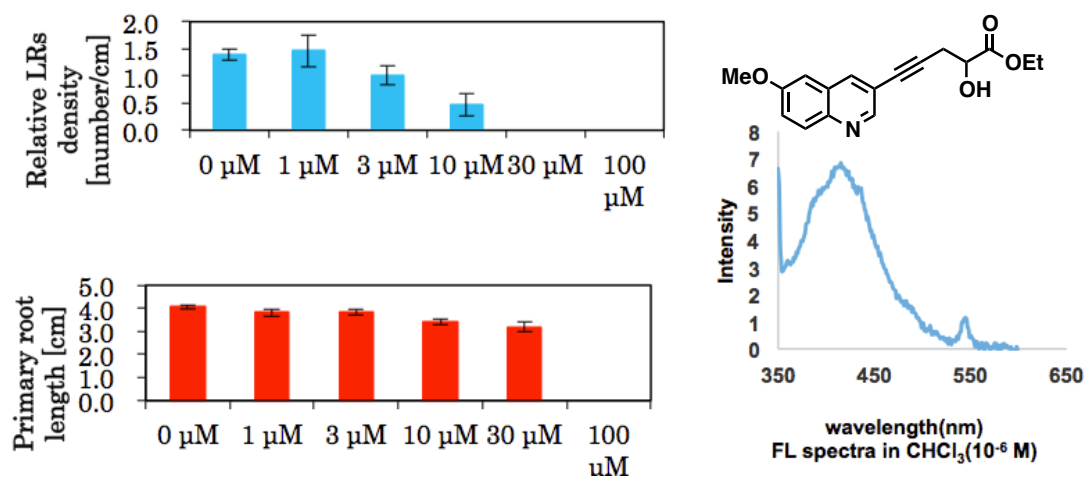 Relative LRs
density
[number/cm]
2.0
1.5
1.0
0.5
0.0
0 μM 1 μM 3 μM 10 μM 30 μM 100
μM
Primary root
length [cm]
5.0
4.0
3.0
2.0
1.0
0.0
0 μM 1 μM 3 μM 10 μM 30 μM 100
uM
MeO
N
O
OEt
OH
Intensity
8
7
6
5
4
3
2
1
0
350 450 550 650
wavelength(nm)
FL spectra in CHCl₃(10⁻⁶ M)